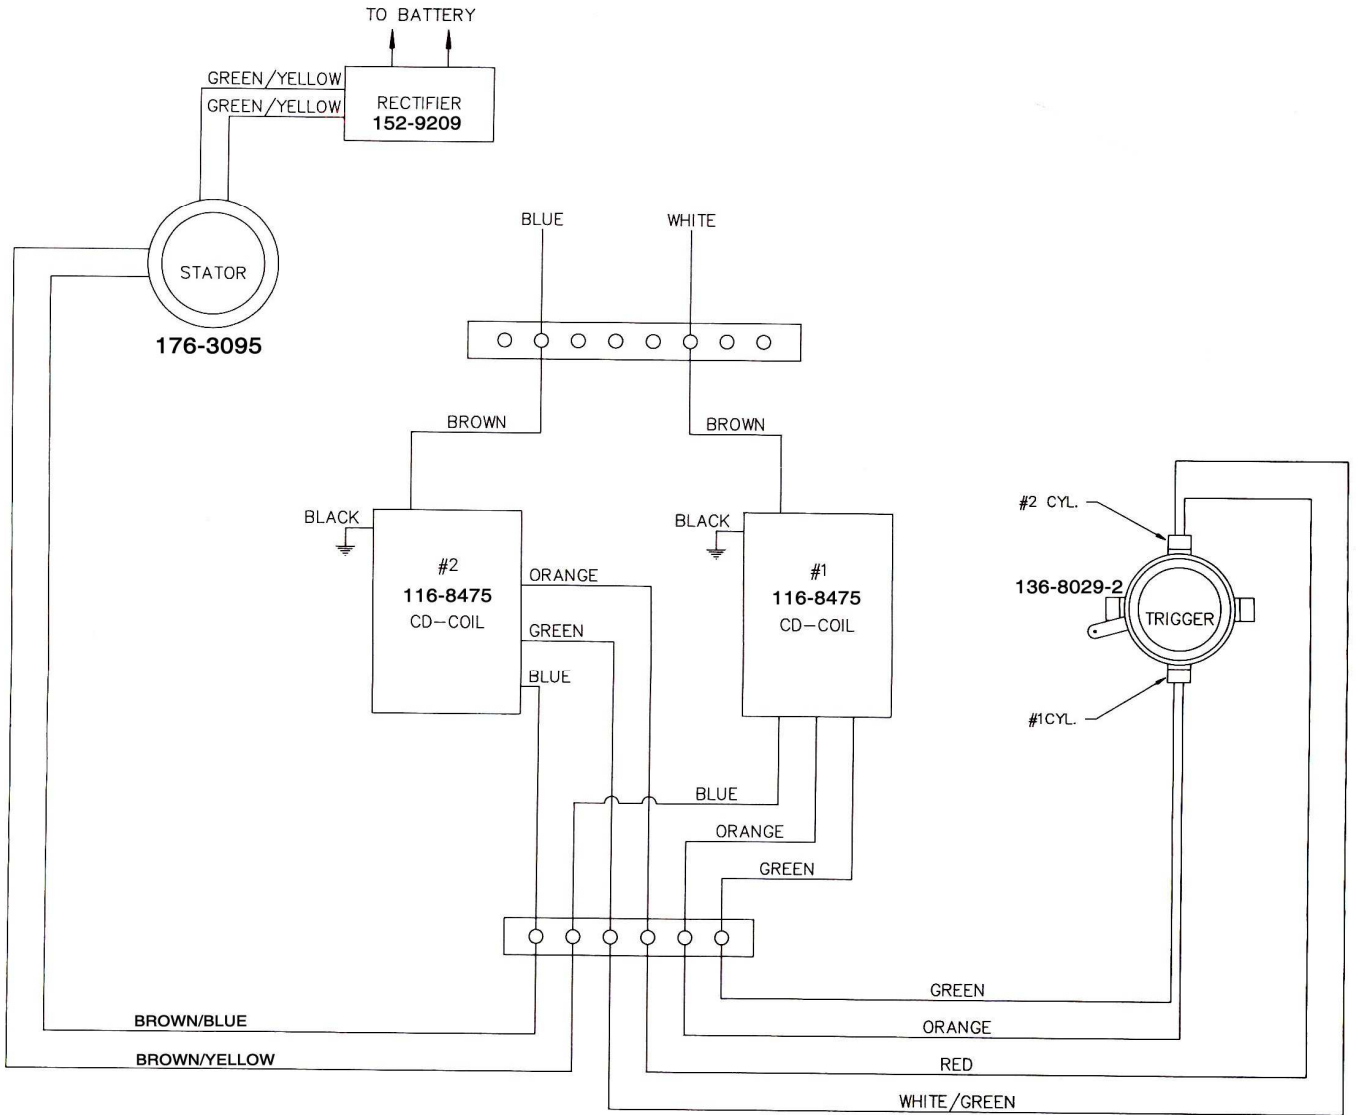 TO BATTERY
GREEN/YELLOW
GREEN/YELLOW
RECTIFIER
152-9209
STATOR
176-3095
BLUE
WHITE
BROWN
BROWN
BLACK
#2
116-8475
CD-COIL
ORANGE
GREEN
BLUE
BLACK
#1
116-8475
CD-COIL
#2 CYL.
136-8029-2
TRIGGER
#1CYL.
BLUE
ORANGE
GREEN
GREEN
BROWN/BLUE
ORANGE
BROWN/YELLOW
RED
WHITE/GREEN